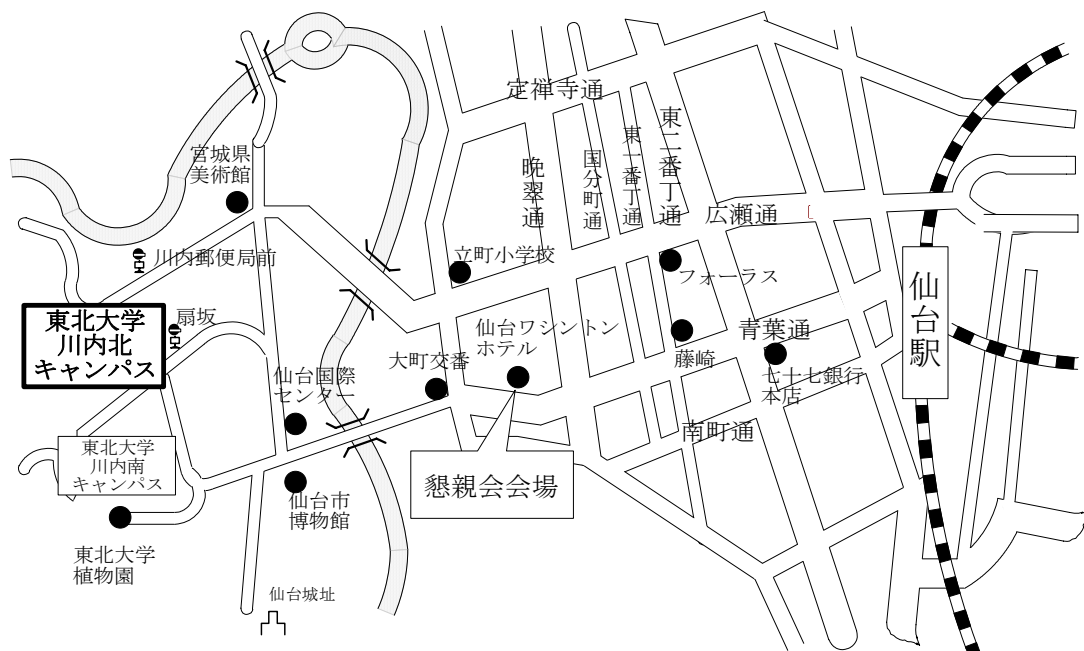 定禅寺通
宮城県
美術館
晩翠通
国分町通
東一番丁通
東二番丁通
広瀬通
川内郵便局前
立町小学校
フォーラス
仙台駅
東北大学
川内北
キャンパス
扇坂
仙台ワシントン
ホテル
青葉通
大町交番
藤崎
仙台国際
センター
七十七銀行
本店
南町通
東北大学
川内南
キャンパス
懇親会会場
仙台市
博物館
東北大学
植物園
仙台城址